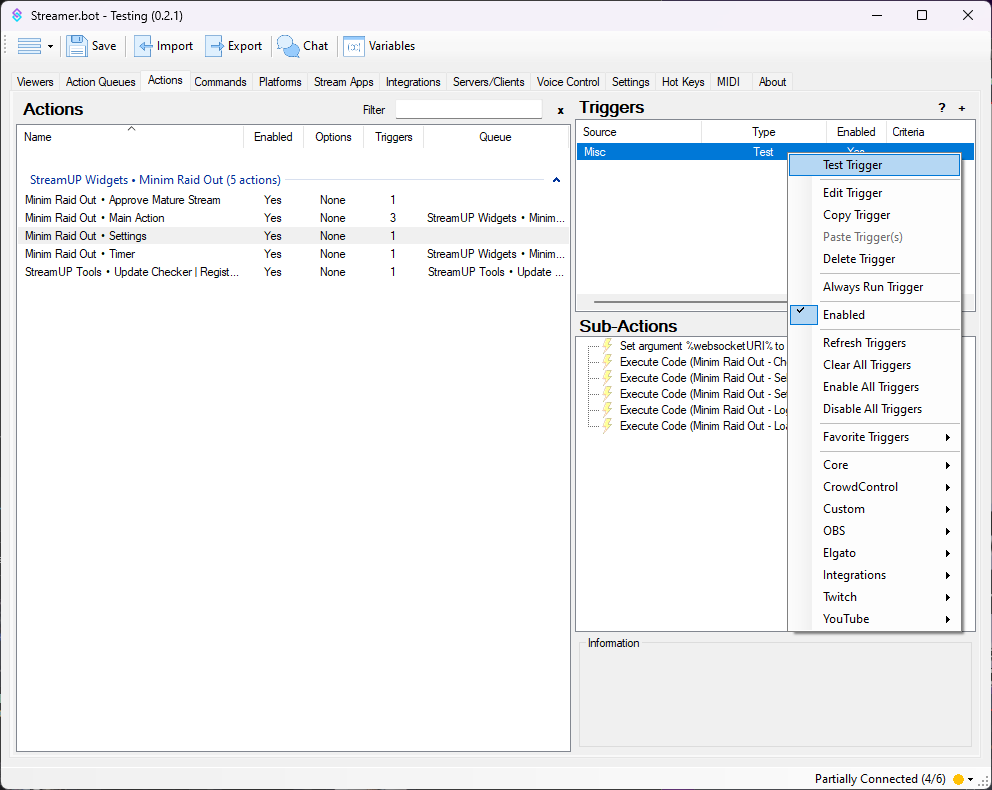 Streamer.bot - Testing (0.2.1)
Save Import Export Chat Variables
Viewers Action Queues Actions Commands Platforms Stream Apps Integrations Servers/Clients Voice Control Settings Hot Keys MIDI About
Actions Filter x
Name Enabled Options Triggers Queue
StreamUP Widgets • Minim Raid Out (5 actions)
Minim Raid Out • Approve Mature Stream Yes None 1
Minim Raid Out • Main Action Yes None 3 StreamUP Widgets • Minim...
Minim Raid Out • Settings Yes None 1
Minim Raid Out • Timer Yes None 1 StreamUP Widgets • Minim...
StreamUP Tools • Update Checker | Regist... Yes None 1 StreamUP Tools • Update ...
Triggers ? +
Source Type Enabled Criteria
Misc Test Yes
Test Trigger
Edit Trigger
Copy Trigger
Paste Trigger(s)
Delete Trigger
Always Run Trigger
Enabled
Refresh Triggers
Clear All Triggers
Enable All Triggers
Disable All Triggers
Favorite Triggers
Core
CrowdControl
Custom
OBS
Elgato
Integrations
Twitch
YouTube
Sub-Actions
Set argument %websocketURI% to
Execute Code (Minim Raid Out - Ch
Execute Code (Minim Raid Out - Se
Execute Code (Minim Raid Out - Set
Execute Code (Minim Raid Out - Log
Execute Code (Minim Raid Out - Loa
Information
Partially Connected (4/6)